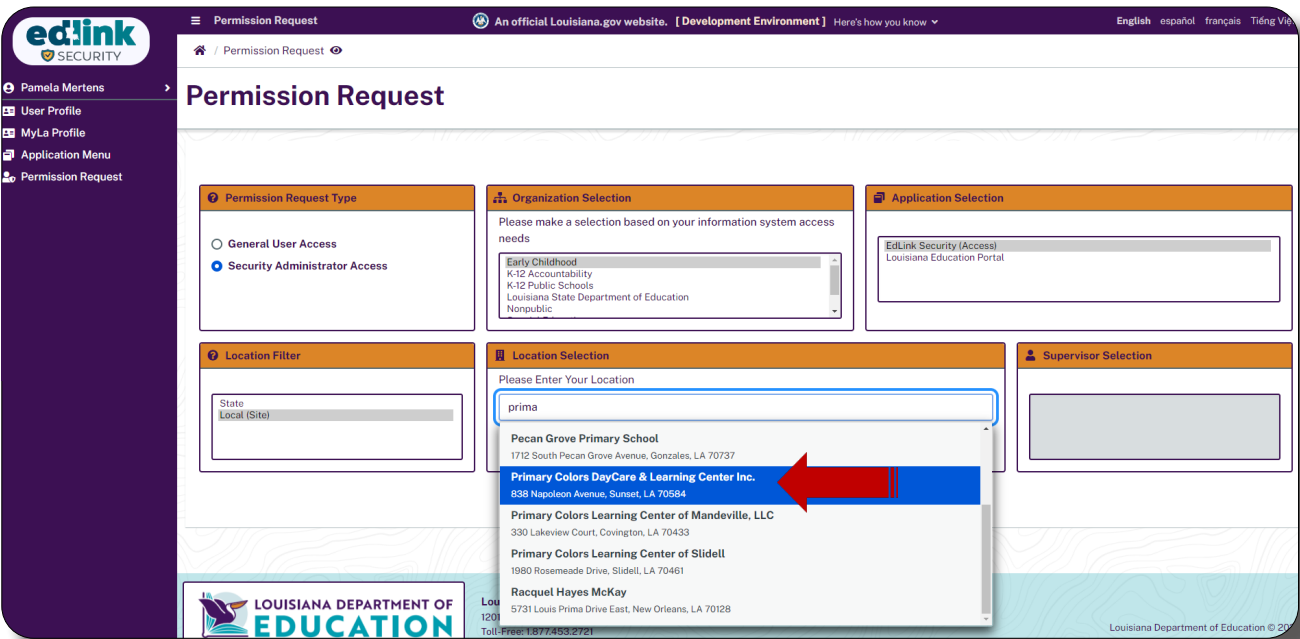 edlink
SECURITY
Pamela Mertens
User Profile
MyLa Profile
Application Menu
Permission Request
Permission Request
An official Louisiana.gov website. [ Development Environment ] Here's how you know
English español français Tiếng
/ Permission Request
Permission Request
Permission Request Type
General User Access
Security Administrator Access
Organization Selection
Please make a selection based on your information system access
needs
Early Childhood
K-12 Accountability
K-12 Public Schools
Louisiana State Department of Education
Nonpublic
Application Selection
EdLink Security (Access)
Louisiana Education Portal
Location Filter
State
Local (Site)
Location Selection
Please Enter Your Location
prima
Pecan Grove Primary School
1712 South Pecan Grove Avenue, Gonzales, LA 70737
Primary Colors DayCare & Learning Center Inc.
838 Napoleon Avenue, Sunset, LA 70584
Primary Colors Learning Center of Mandeville, LLC
330 Lakeview Court, Covington, LA 70433
Primary Colors Learning Center of Slidell
1980 Rosemeade Drive, Slidell, LA 70461
Racquel Hayes McKay
5731 Louis Prima Drive East, New Orleans, LA 70128
Supervisor Selection
LOUISIANA DEPARTMENT OF
EDUCATION
Toll-Free: 1.877.453.2721
Louisiana Department of Education ©